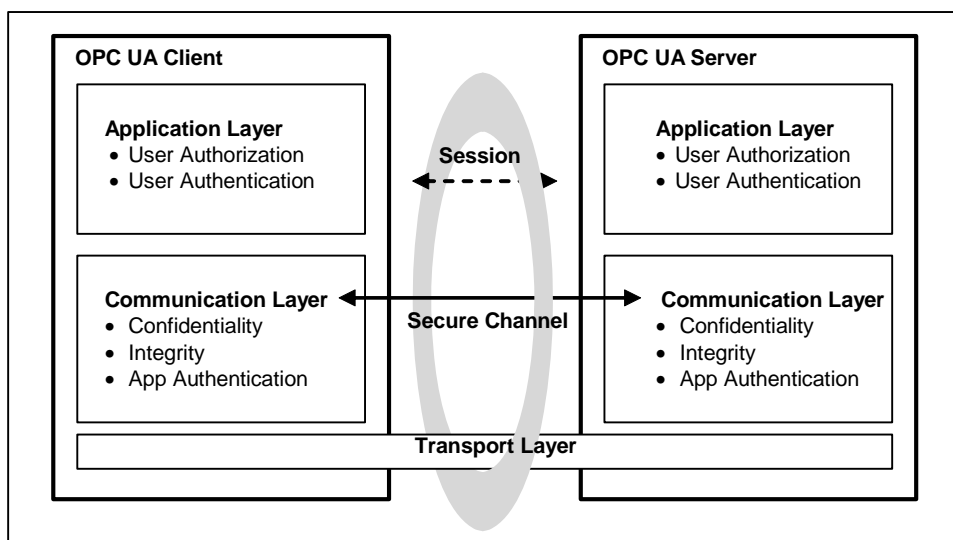 OPC UA Client
Application Layer
• User Authorization
• User Authentication
Communication Layer
• Confidentiality
• Integrity
• App Authentication
Session
Secure Channel
Transport Layer
OPC UA Server
Application Layer
• User Authorization
• User Authentication
Communication Layer
• Confidentiality
• Integrity
• App Authentication